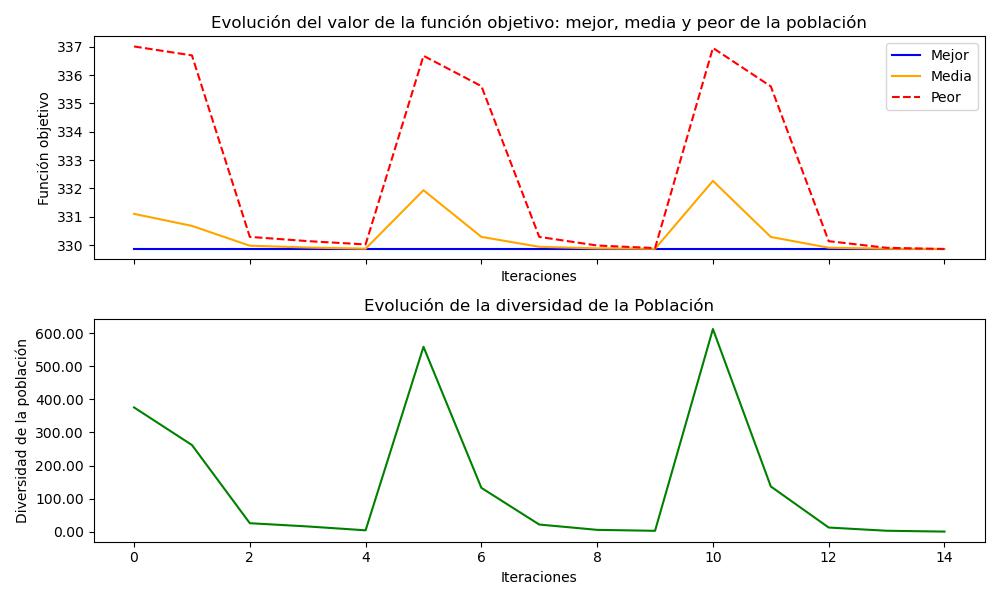 Evolución del valor de la función objetivo: mejor, media y peor de la población
337
336
335
334
333
332
331
330
Función objetivo
Mejor
Media
Peor
Iteraciones
Evolución de la diversidad de la Población
600.00
500.00
400.00
300.00
200.00
100.00
0.00
Diversidad de la población
0 2 4 6 8 10 12 14
Iteraciones